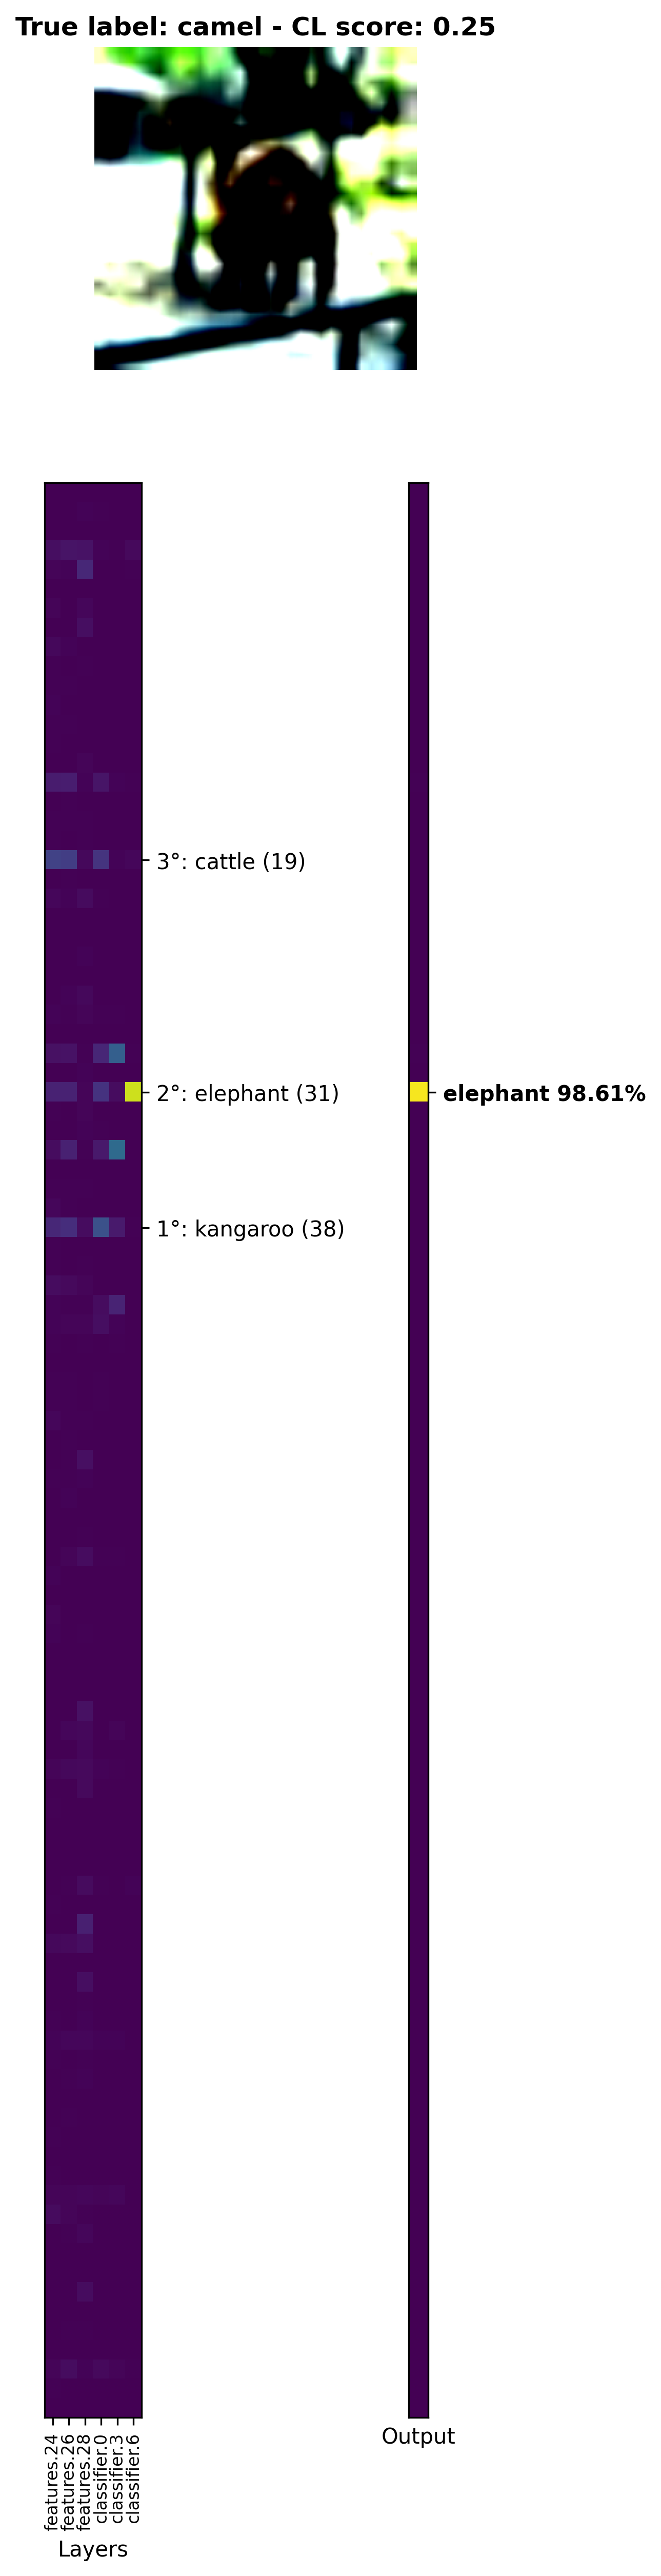 True label: camel - CL score: 0.25
3°: cattle (19)
2°: elephant (31)
elephant 98.61%
1°: kangaroo (38)
features.24
features.26
features.28
classifier.0
classifier.3
classifier.6
Layers
Output